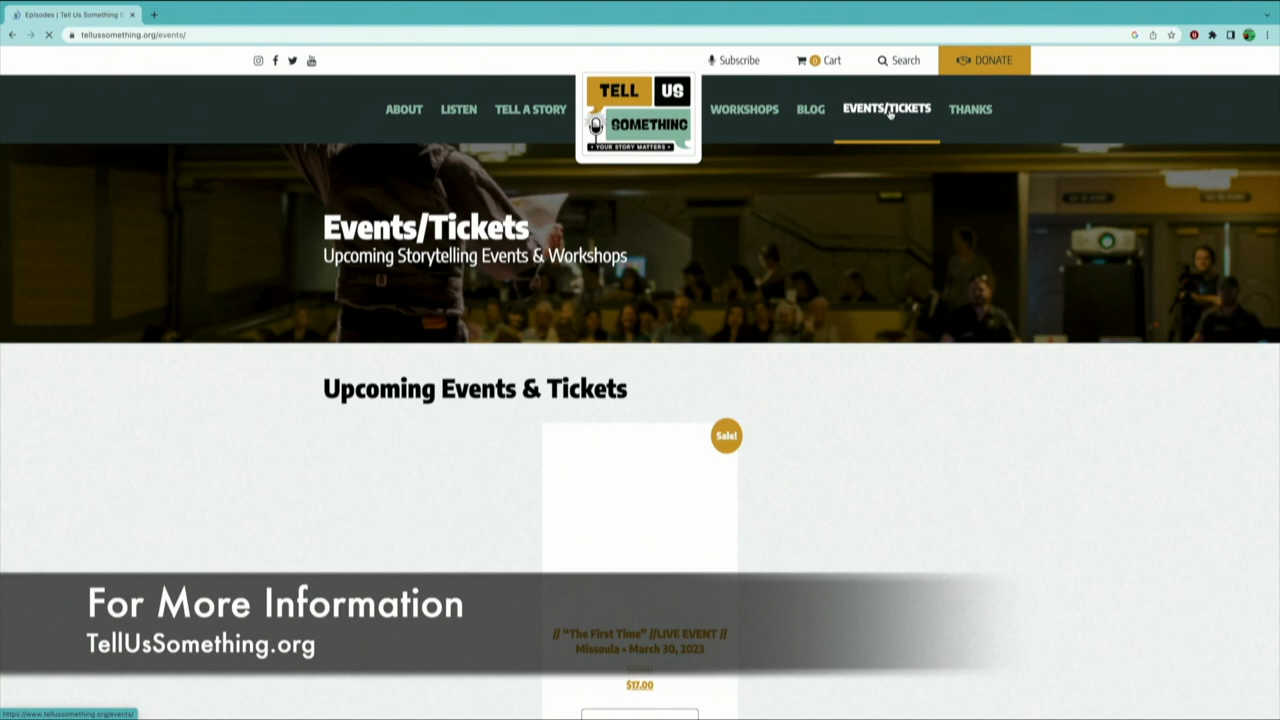 Episodes | Tell Us Something
tellussomething.org/events/
Subscribe
0 Cart
Search
DONATE
ABOUT
LISTEN
TELL A STORY
TELL US
SOMETHING
• YOUR STORY MATTERS •
WORKSHOPS
BLOG
EVENTS/TICKETS
THANKS
Events/Tickets
Upcoming Storytelling Events & Workshops
Upcoming Events & Tickets
Sale!
For More Information
TellUsSomething.org
// “The First Time” //LIVE EVENT //
Missoula • March 30, 2023
$20.00
$17.00
https://www.tellussomething.org/events/